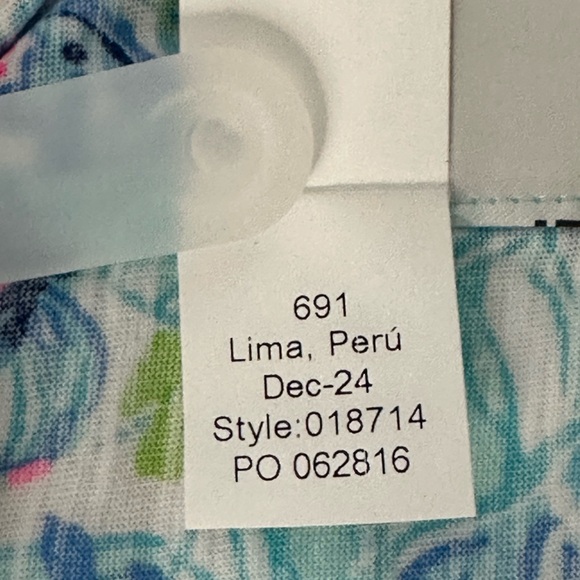 691
Lima, Perú
Dec-24
Style:018714
PO 062816